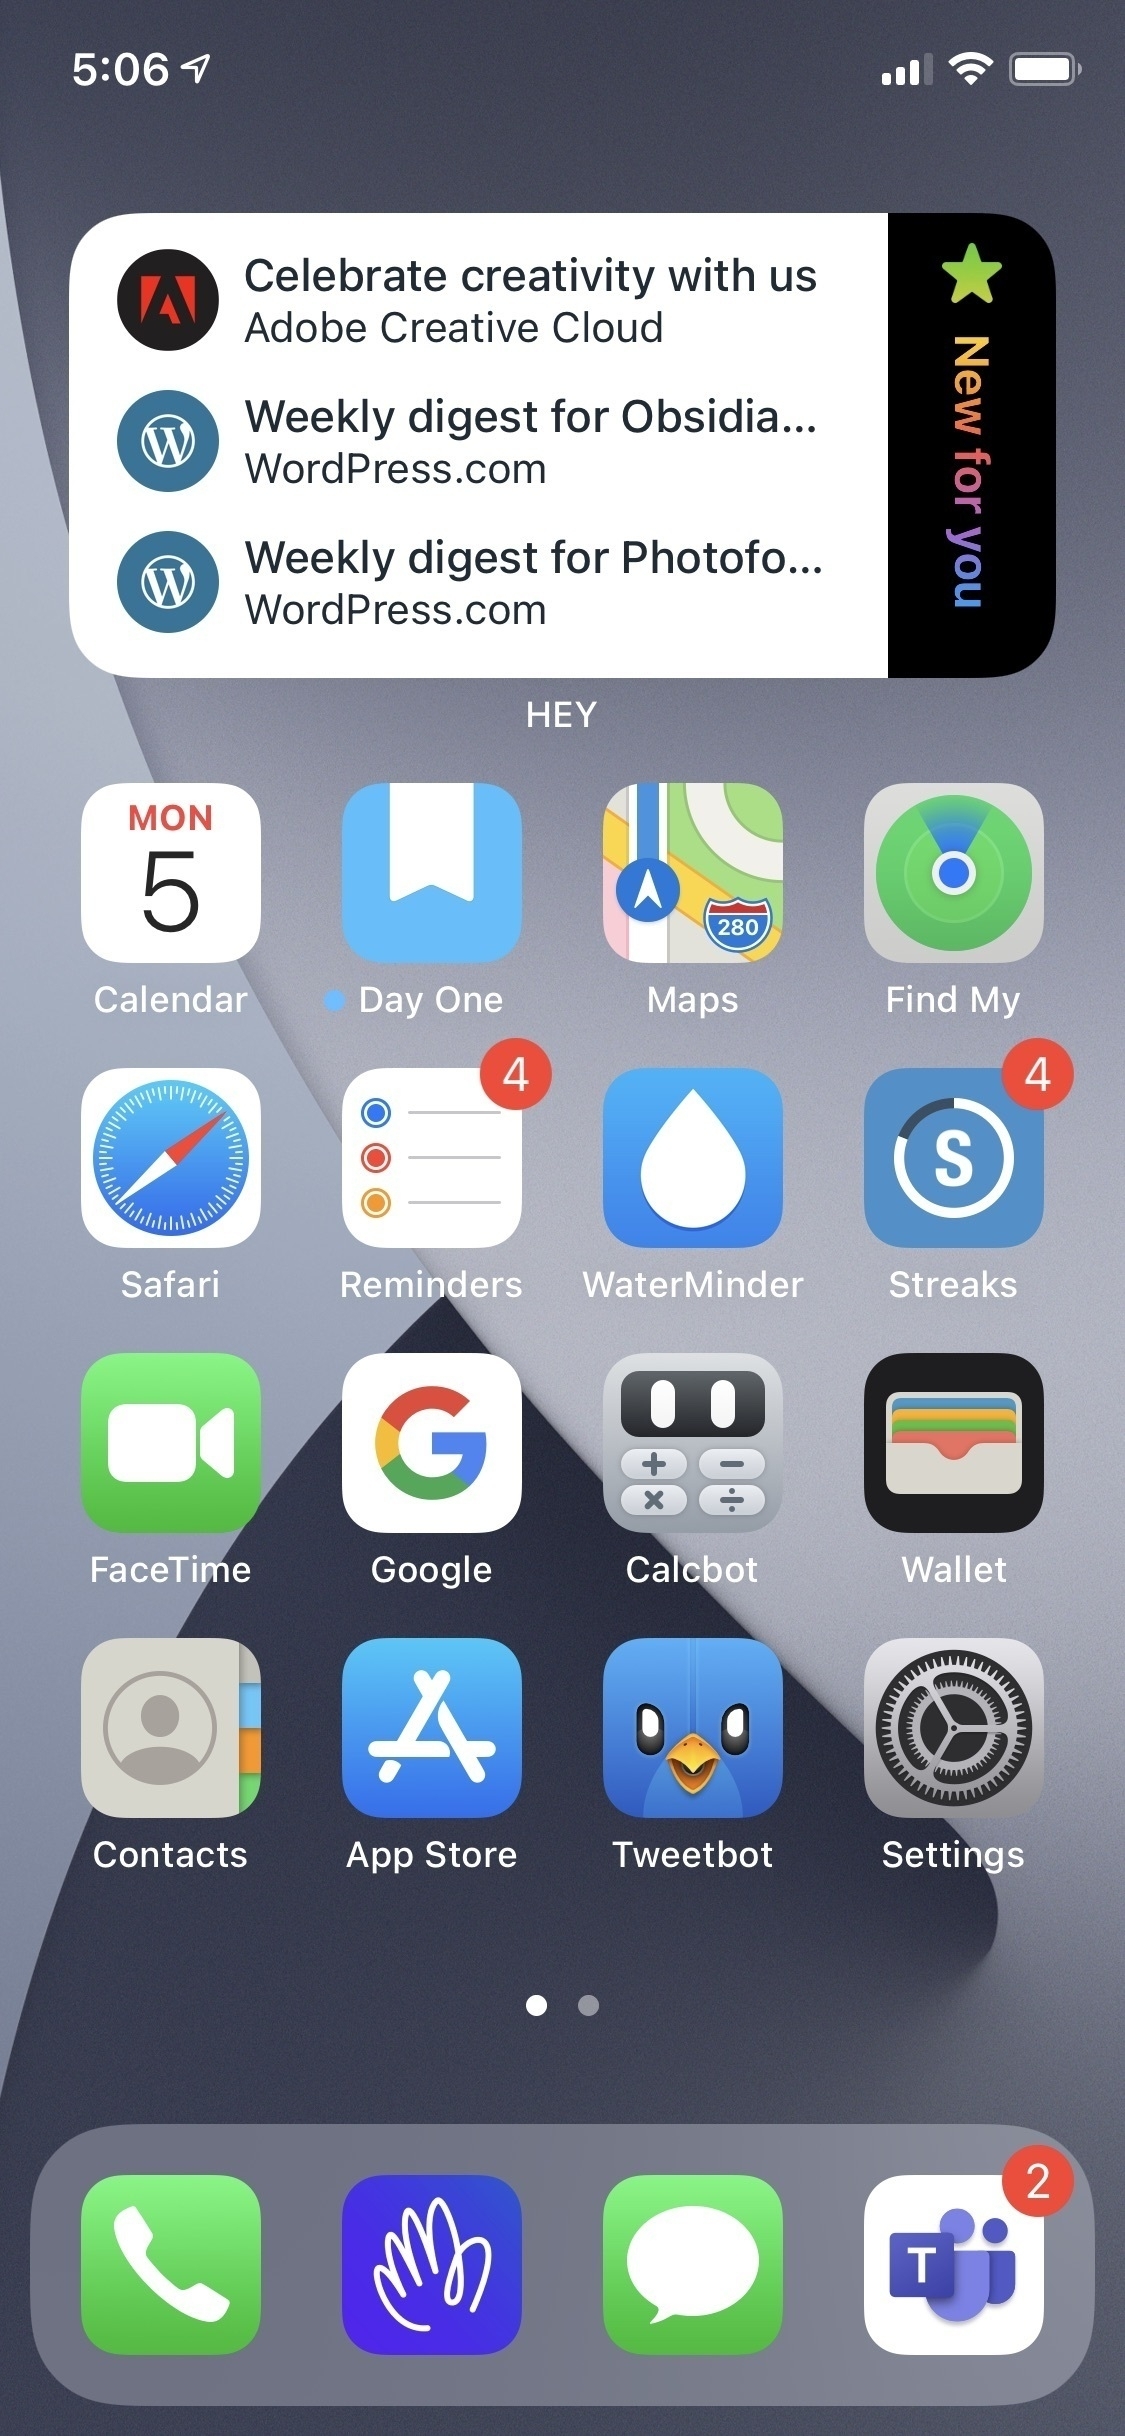 5:06
Celebrate creativity with us
Adobe Creative Cloud
Weekly digest for Obsidia...
WordPress.com
Weekly digest for Photofo...
WordPress.com
New for you
HEY
MON
5
280
Calendar
Day One
Maps
Find My
4
4
S
Safari
Reminders
WaterMinder
Streaks
FaceTime
Google
Calcbot
Wallet
Contacts
App Store
Tweetbot
Settings
2
T